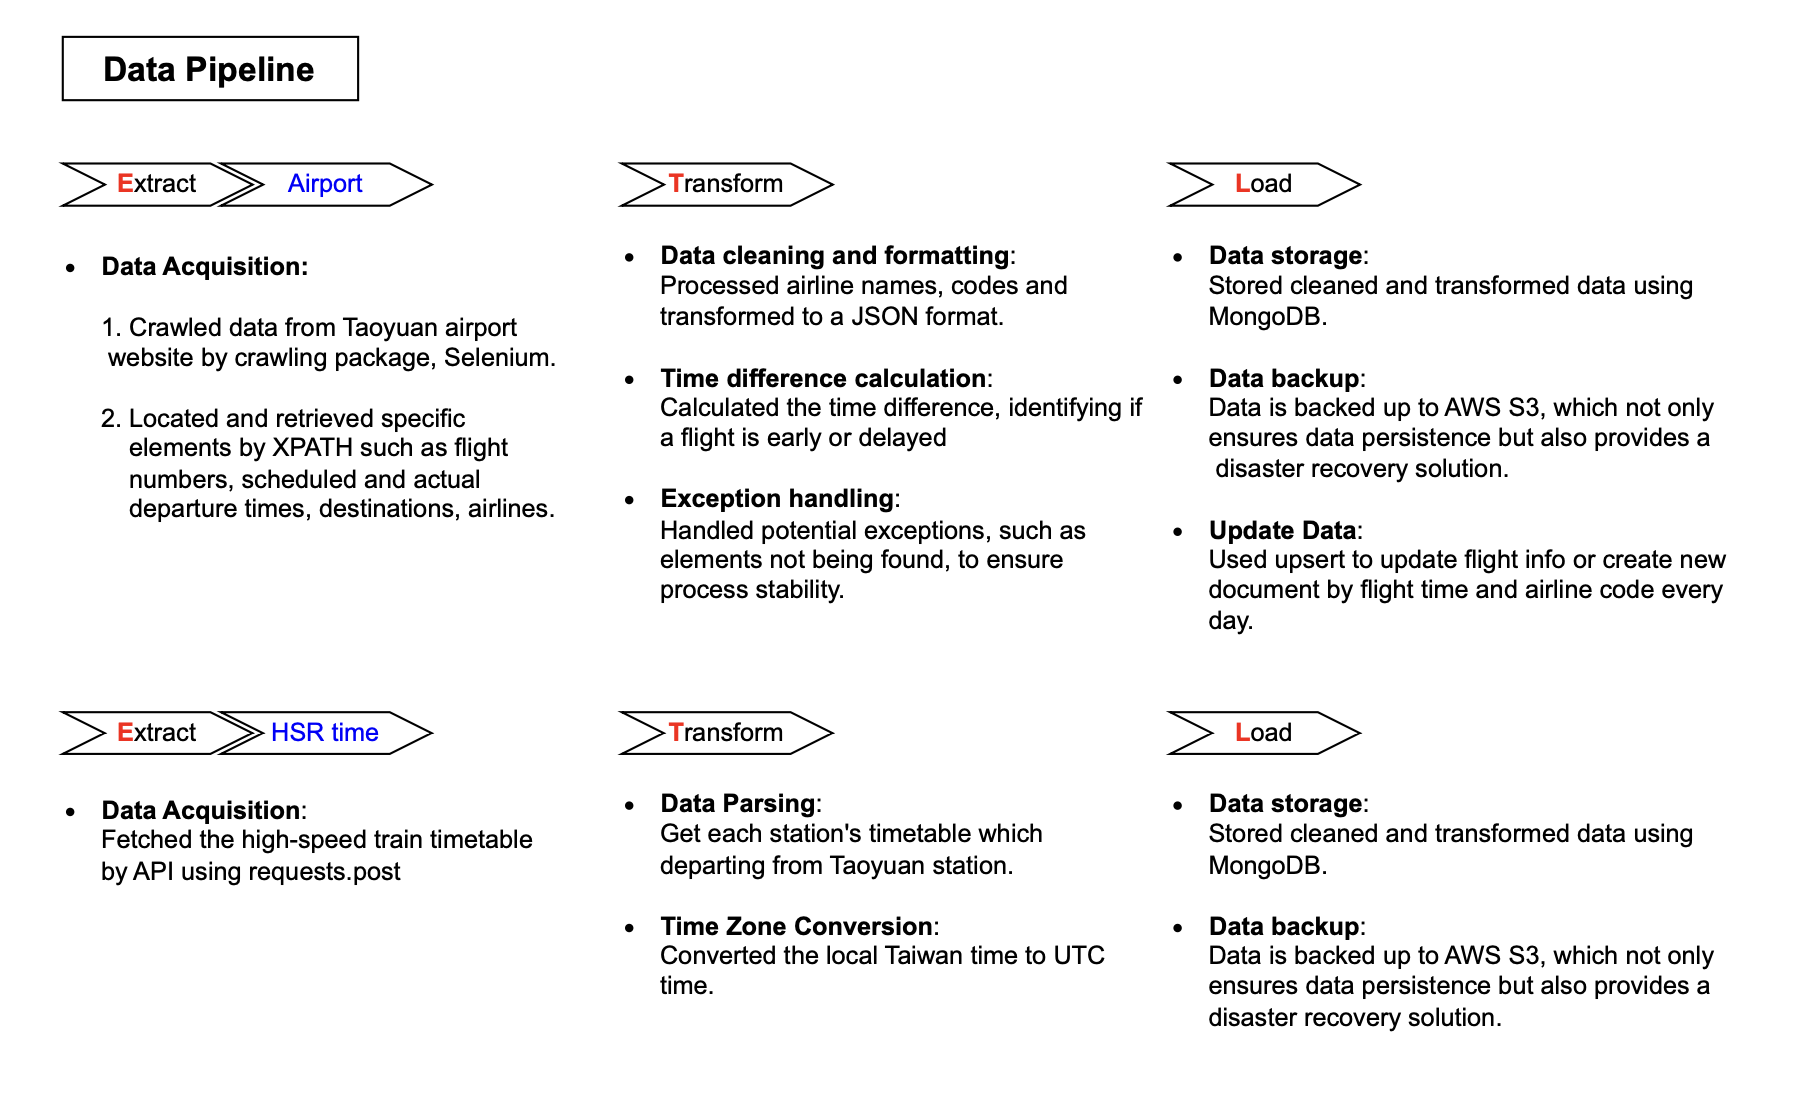 Data Pipeline
Extract
Airport
Transform
Load
• Data Acquisition:
1. Crawled data from Taoyuan airport
website by crawling package, Selenium.
2. Located and retrieved specific
elements by XPATH such as flight
numbers, scheduled and actual
departure times, destinations, airlines.
• Data cleaning and formatting:
Processed airline names, codes and
transformed to a JSON format.
• Time difference calculation:
Calculated the time difference, identifying if
a flight is early or delayed
• Exception handling:
Handled potential exceptions, such as
elements not being found, to ensure
process stability.
• Data storage:
Stored cleaned and transformed data using
MongoDB.
• Data backup:
Data is backed up to AWS S3, which not only
ensures data persistence but also provides a
disaster recovery solution.
• Update Data:
Used upsert to update flight info or create new
document by flight time and airline code every
day.
Extract
HSR time
Transform
Load
• Data Acquisition:
Fetched the high-speed train timetable
by API using requests.post
• Data Parsing:
Get each station's timetable which
departing from Taoyuan station.
• Time Zone Conversion:
Converted the local Taiwan time to UTC
time.
• Data storage:
Stored cleaned and transformed data using
MongoDB.
• Data backup:
Data is backed up to AWS S3, which not only
ensures data persistence but also provides a
disaster recovery solution.